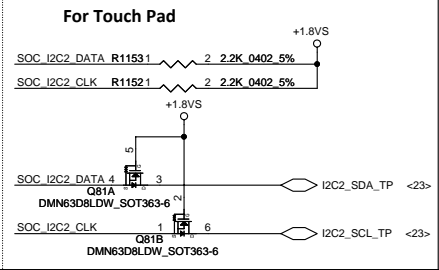 For Touch Pad
+1.8VS
SOC_I2C2_DATA R1153 1 2 2.2K_0402_5%
SOC_I2C2_CLK R1152 1 2 2.2K_0402_5%
+1.8VS
5
SOC_I2C2_DATA 4 3 I2C2_SDA_TP <23>
Q81A
DMN63D8LDW_SOT363-6
2
SOC_I2C2_CLK 1 6 I2C2_SCL_TP <23>
Q81B
DMN63D8LDW_SOT363-6